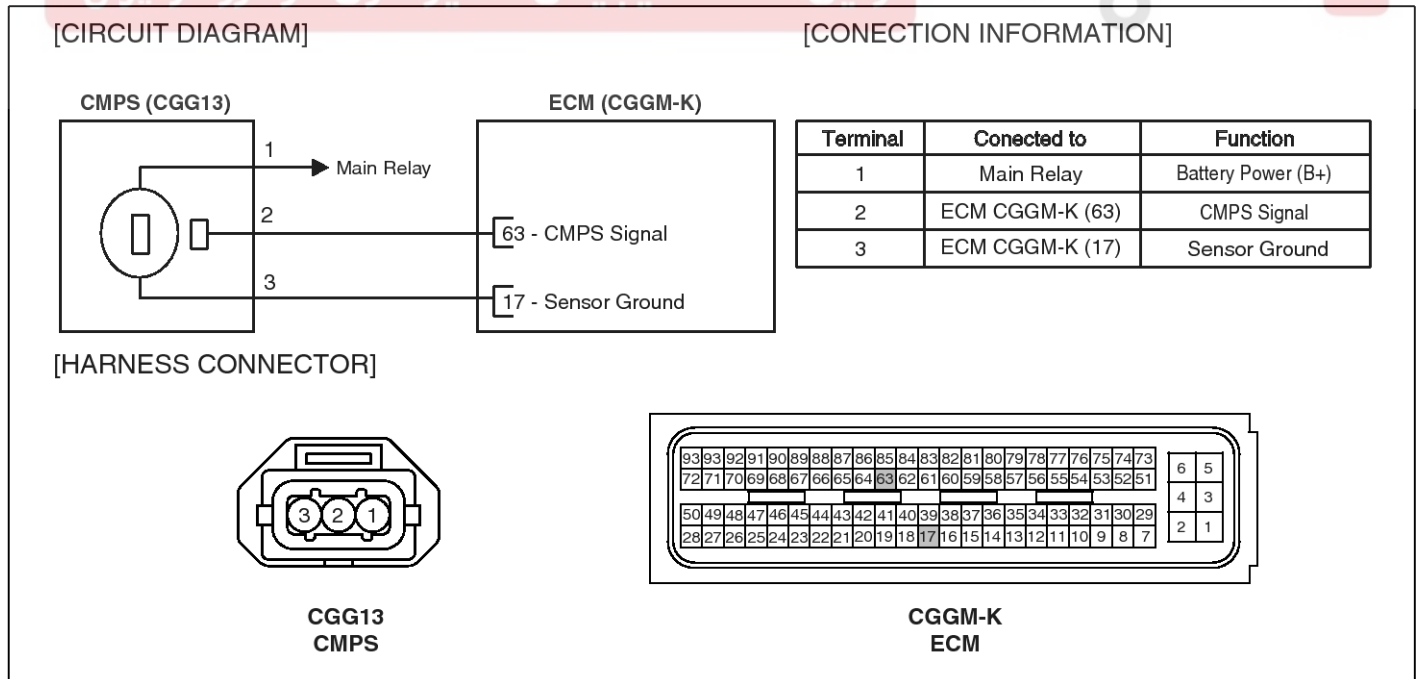 [CIRCUIT DIAGRAM]
[CONECTION INFORMATION]
CMPS (CGG13)
ECM (CGGM-K)
1
Main Relay
2
63 - CMPS Signal
3
17 - Sensor Ground
Terminal Conected to Function
1 Main Relay Battery Power (B+)
2 ECM CGGM-K (63) CMPS Signal
3 ECM CGGM-K (17) Sensor Ground
[HARNESS CONNECTOR]
3 2 1
93 93 92 91 90 89 88 87 86 85 84 83 82 81 80 79 78 77 76 75 74 73
72 71 70 69 68 67 66 65 64 63 62 61 60 59 58 57 56 55 54 53 52 51
50 49 48 47 46 45 44 43 42 41 40 39 38 37 36 35 34 33 32 31 30 29
28 27 26 25 24 23 22 21 20 19 18 17 16 15 14 13 12 11 10 9 8 7
6 5
4 3
2 1
CGG13
CMPS
CGGM-K
ECM